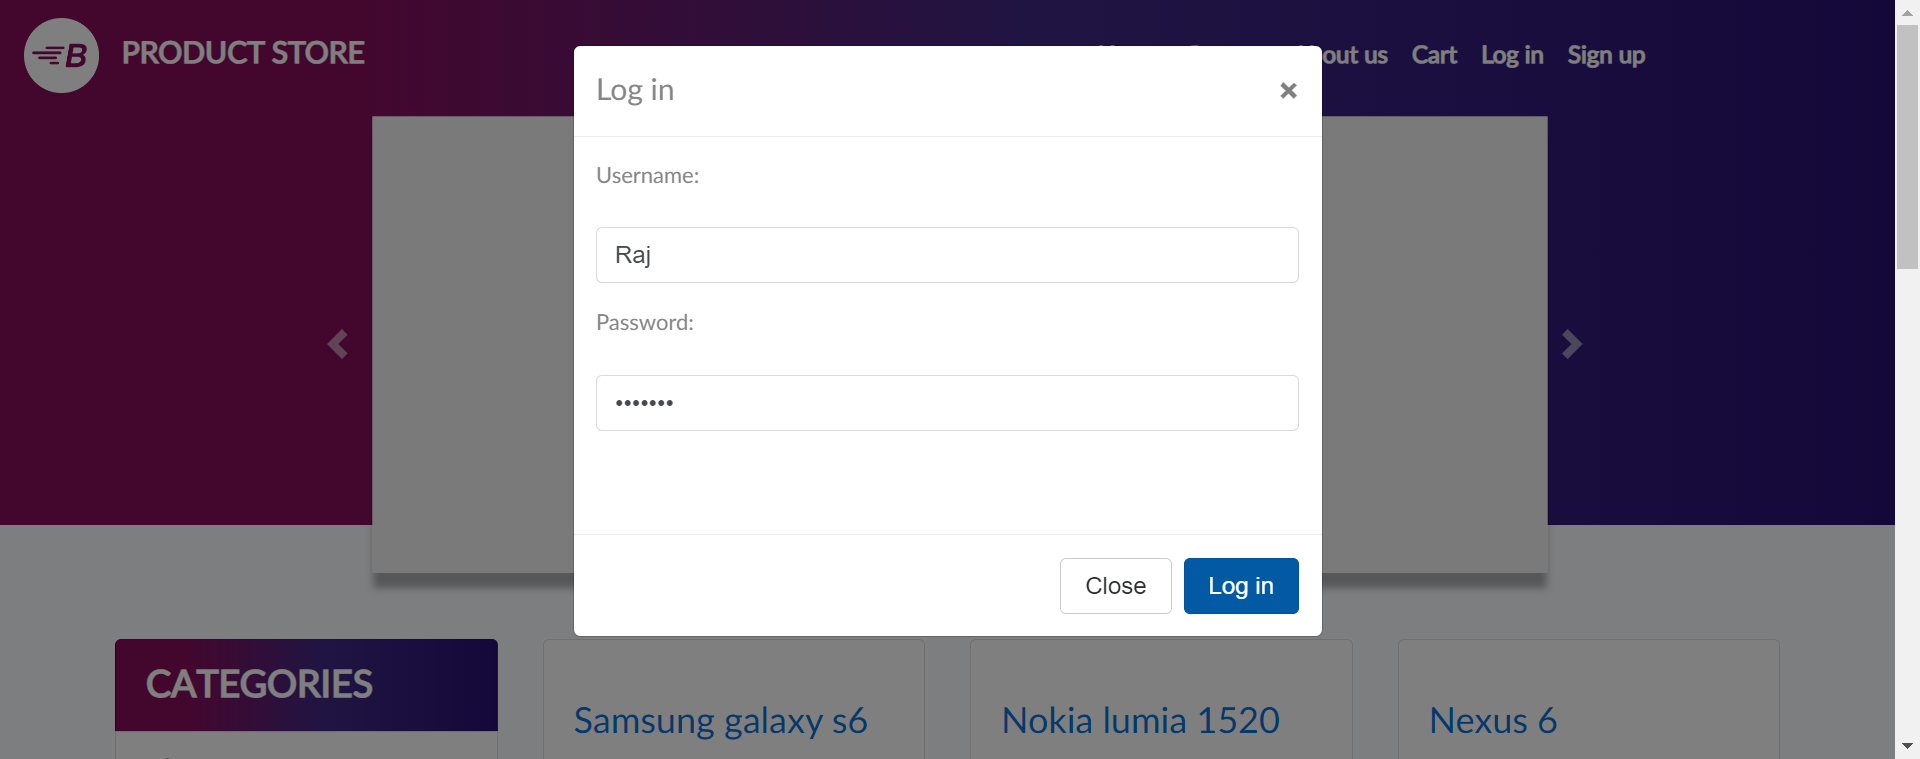 B PRODUCT STORE
out us Cart Log in Sign up
Log in ×
Username:
Raj
Password:
•••••••
Close Log in
CATEGORIES
Samsung galaxy s6
Nokia lumia 1520
Nexus 6